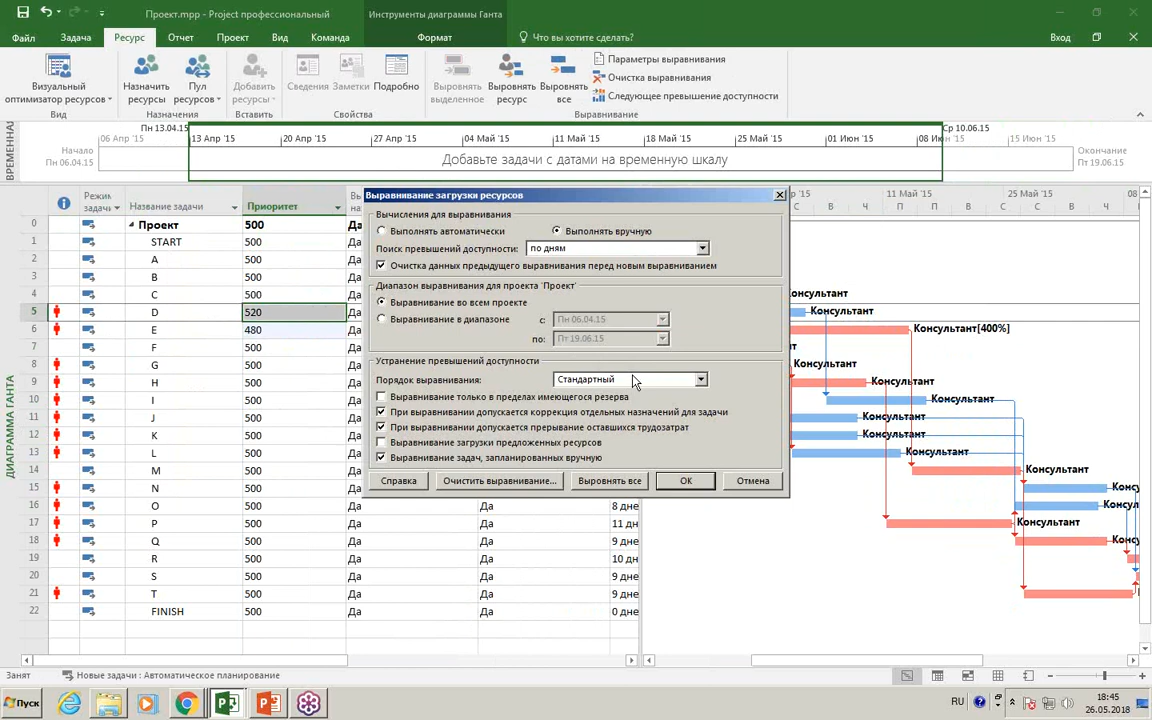 Проект.mpp - Project профессиональный
Инструменты диаграммы Ганта
Файл Задача Ресурс Отчет Проект Вид Команда Формат Что вы хотите сделать? Вход
Визуальный оптимизатор ресурсов
Назначить ресурсы
Пул ресурсов
Добавить ресурсы
Сведения
Заметки
Подробно
Выровнять выделенное
Выровнять ресурс
Выровнять все
Параметры выравнивания
Очистка выравнивания
Следующее превышение доступности
Вид Назначения Вставить Свойства Выравнивание
Пн 13.04.15 Ср 10.06.15
06 Апр '15 13 Апр '15 20 Апр '15 27 Апр '15 04 Май '15 11 Май '15 18 Май '15 25 Май '15 01 Июн '15 08 Июн '15 15 Июн '15
Начало
Пн 06.04.15
Добавьте задачи с датами на временную шкалу
Окончание
Пт 19.06.15
ВРЕМЕННАЯ
ДИАГРАММА ГАНТА
Режим задачи Название задачи Приоритет
11 Май '15 25 Май '15 08
С В Ч П П В С Ч П
0 Проект 500 Да
1 START 500 Да
2 A 500 Да
3 B 500 Да
4 C 500 Да
5 D 520 Да
6 E 480 Да
7 F 500 Да
8 G 500 Да
9 H 500 Да
10 I 500 Да
11 J 500 Да
12 K 500 Да
13 L 500 Да
14 M 500 Да
15 N 500 Да
16 O 500 Да Да 8 дне
17 P 500 Да Да 11 дн
18 Q 500 Да Да 9 дне
19 R 500 Да Да 10 дн
20 S 500 Да Да 9 дне
21 T 500 Да Да 9 дне
22 FINISH 500 Да Да 0 дне
Выравнивание загрузки ресурсов
Вычисления для выравнивания
Выполнять автоматически Выполнять вручную
Поиск превышений доступности: по дням
Очистка данных предыдущего выравнивания перед новым выравниванием
Диапазон выравнивания для проекта 'Проект'
Выравнивание во всем проекте
Выравнивание в диапазоне с: Пн 06.04.15
по: Пт 19.06.15
Устранение превышений доступности
Порядок выравнивания: Стандартный
Выравнивание только в пределах имеющегося резерва
При выравнивании допускается коррекция отдельных назначений для задачи
При выравнивании допускается прерывание оставшихся трудозатрат
Выравнивание загрузки предложенных ресурсов
Выравнивание задач, запланированных вручную
Справка Очистить выравнивание... Выровнять все ОК Отмена
Консультант
Консультант
Консультант[400%]
Консультант
Консультант
Консультант
Консультант
Консультант
Консультант
Консу
Консул
Консультант
Консу
Занят Новые задачи : Автоматическое планирование
Пуск RU 18:45
26.05.2018